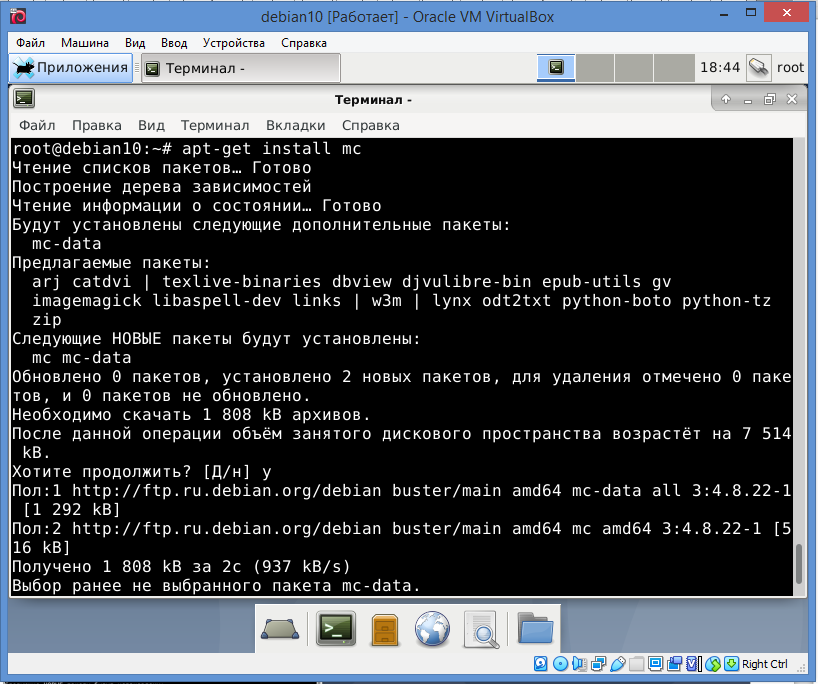 debian10 [Работает] - Oracle VM VirtualBox
Файл Машина Вид Ввод Устройства Справка
Приложения Терминал - 18:44 root
Терминал -
Файл Правка Вид Терминал Вкладки Справка
root@debian10:~# apt-get install mc
Чтение списков пакетов… Готово
Построение дерева зависимостей
Чтение информации о состоянии… Готово
Будут установлены следующие дополнительные пакеты:
  mc-data
Предлагаемые пакеты:
  arj catdvi | texlive-binaries dbview djvulibre-bin epub-utils gv
  imagemagick libaspell-dev links | w3m | lynx odt2txt python-boto python-tz
  zip
Следующие НОВЫЕ пакеты будут установлены:
  mc mc-data
Обновлено 0 пакетов, установлено 2 новых пакетов, для удаления отмечено 0 паке
тов, и 0 пакетов не обновлено.
Необходимо скачать 1 808 kB архивов.
После данной операции объём занятого дискового пространства возрастёт на 7 514
 kB.
Хотите продолжить? [Д/н] y
Пол:1 http://ftp.ru.debian.org/debian buster/main amd64 mc-data all 3:4.8.22-1
 [1 292 kB]
Пол:2 http://ftp.ru.debian.org/debian buster/main amd64 mc amd64 3:4.8.22-1 [5
16 kB]
Получено 1 808 kB за 2с (937 kB/s)
Выбор ранее не выбранного пакета mc-data.
Right Ctrl